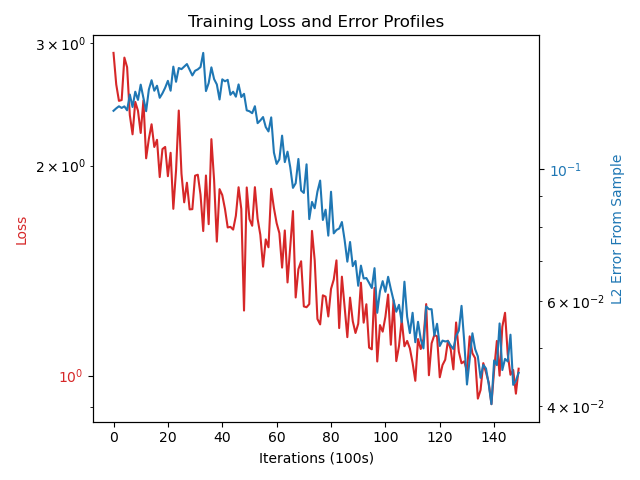 Training Loss and Error Profiles
3 × 10⁰
2 × 10⁰
10⁰
Loss
10⁻¹
6 × 10⁻²
4 × 10⁻²
L2 Error From Sample
0 20 40 60 80 100 120 140
Iterations (100s)